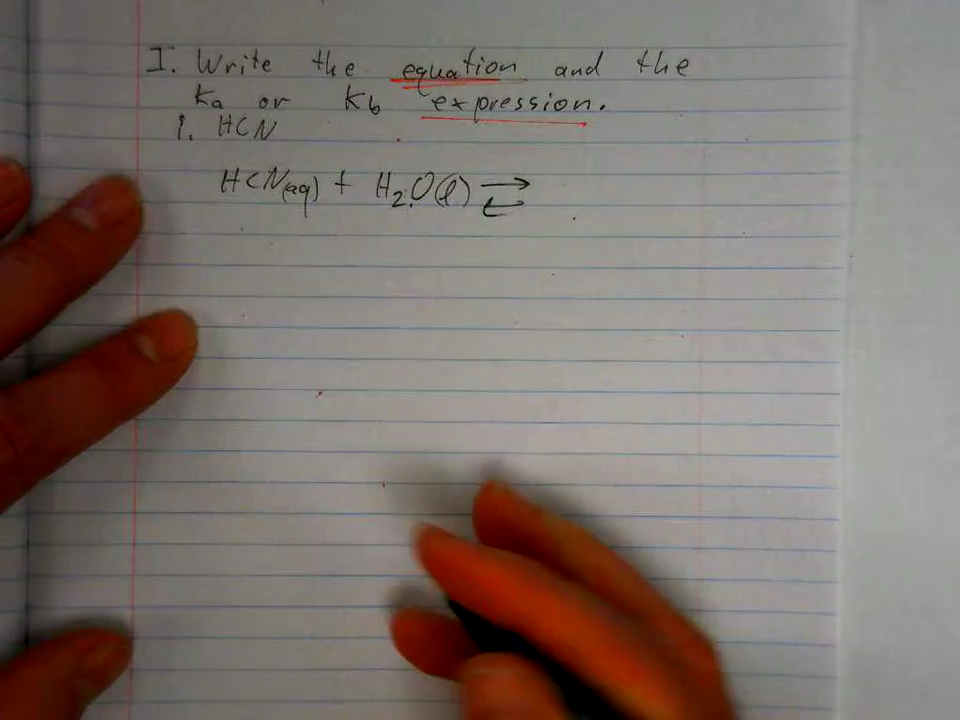 I. Write the equation and the
Ka or Kb expression.
i. HCN
HCN(aq) + H₂O(l) ⇌